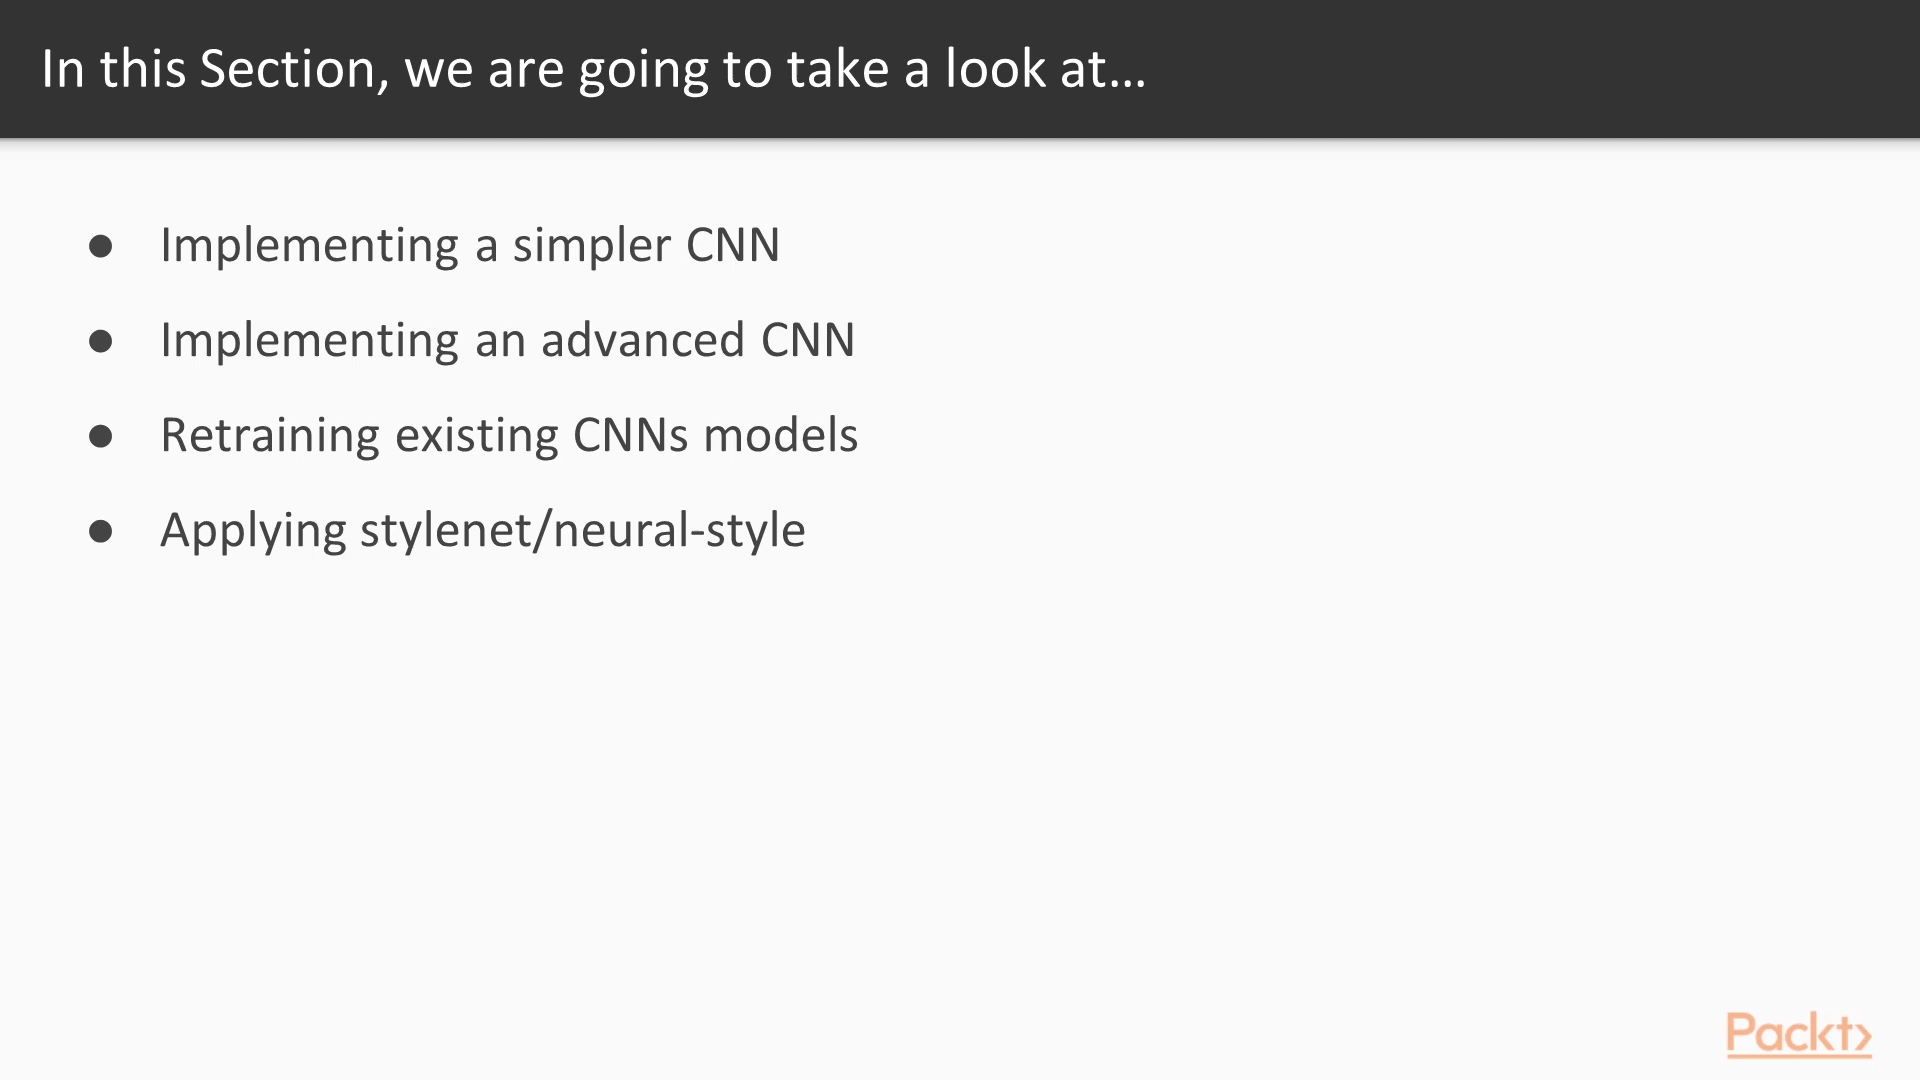 In this Section, we are going to take a look at...
● Implementing a simpler CNN
● Implementing an advanced CNN
● Retraining existing CNNs models
● Applying stylenet/neural-style
Packt>